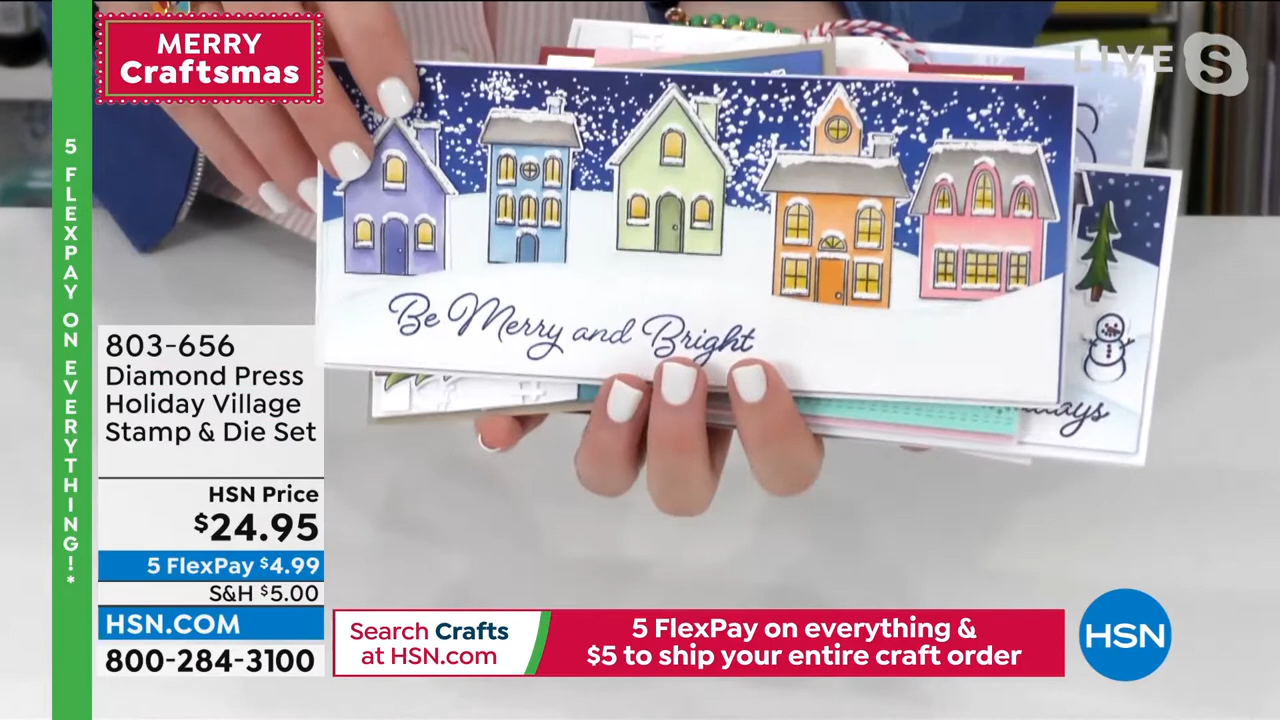 MERRY
Craftsmas
LIVE S
5 FLEXPAY ON EVERYTHING!*
Be Merry and Bright
803-656
Diamond Press
Holiday Village
Stamp & Die Set
HSN Price
$24.95
5 FlexPay $4.99
S&H $5.00
HSN.COM
800-284-3100
Search Crafts
at HSN.com
5 FlexPay on everything &
$5 to ship your entire craft order
HSN